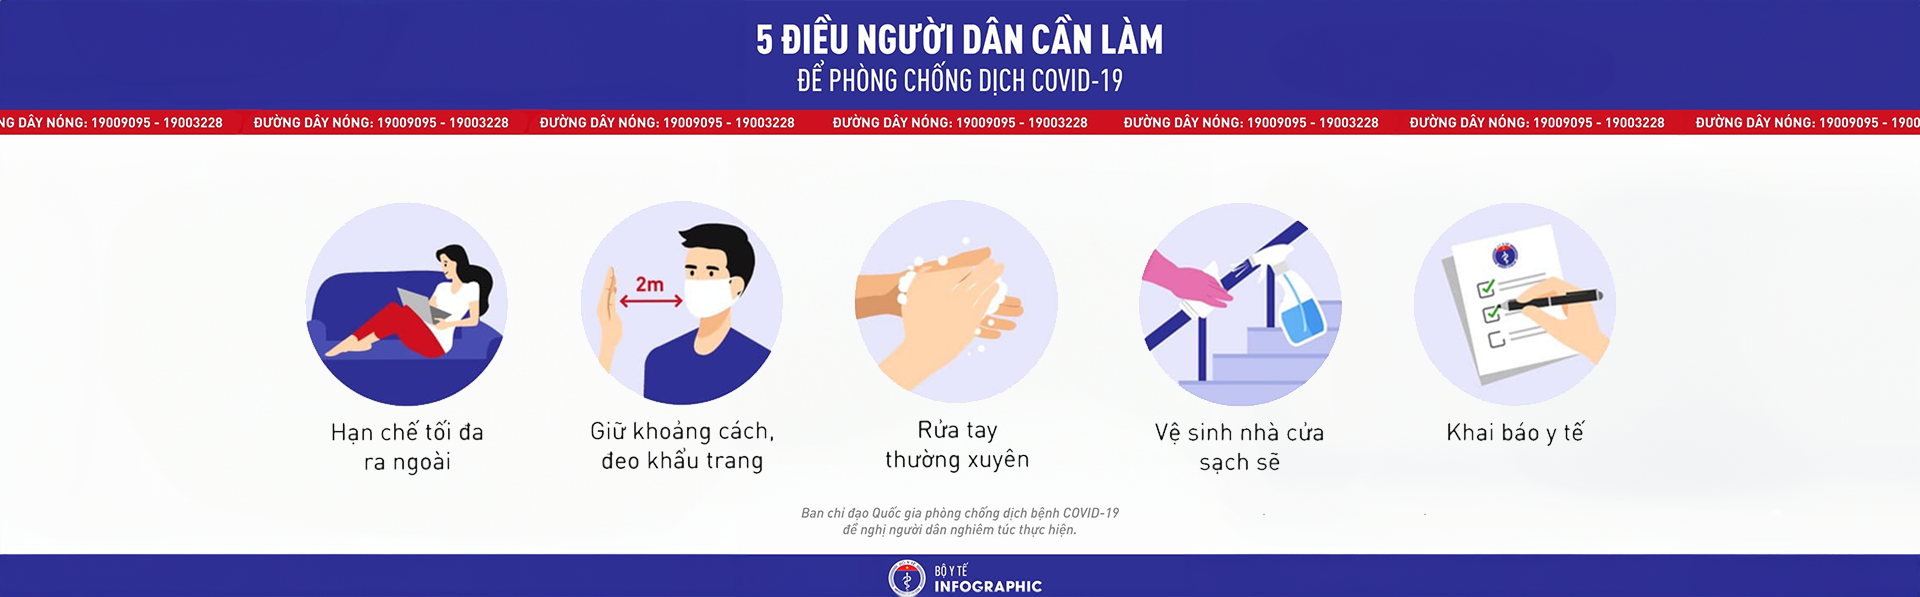 5 ĐIỀU NGƯỜI DÂN CẦN LÀM
ĐỂ PHÒNG CHỐNG DỊCH COVID-19
NG DÂY NÓNG: 19009095 - 19003228 ĐƯỜNG DÂY NÓNG: 19009095 - 19003228 ĐƯỜNG DÂY NÓNG: 19009095 - 19003228 ĐƯỜNG DÂY NÓNG: 19009095 - 19003228 ĐƯỜNG DÂY NÓNG: 19009095 - 19003228 ĐƯỜNG DÂY NÓNG: 19009095 - 19003228 ĐƯỜNG DÂY NÓNG: 19009095 - 1900
2m
Hạn chế tối đa
ra ngoài
Giữ khoảng cách,
đeo khẩu trang
Rửa tay
thường xuyên
Vệ sinh nhà cửa
sạch sẽ
Khai báo y tế
Ban chỉ đạo Quốc gia phòng chống dịch bệnh COVID-19
đề nghị người dân nghiêm túc thực hiện.
BỘ Y TẾ
INFOGRAPHIC